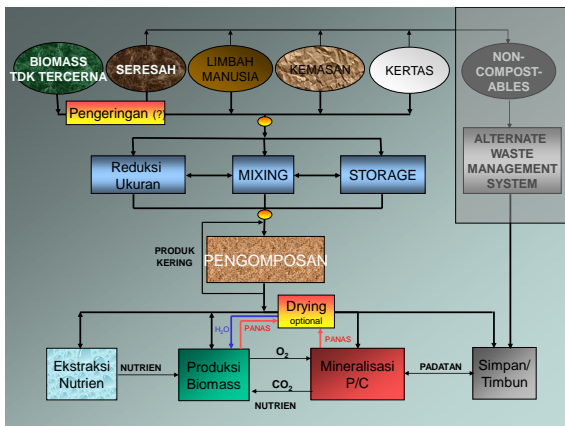 BIOMASS
TDK TERCERNA
SERESAH
LIMBAH
MANUSIA
KEMASAN
KERTAS
NON-
COMPOST-
ABLES
Pengeringan (?)
ALTERNATE
WASTE
MANAGEMENT
SYSTEM
Reduksi
Ukuran
MIXING
STORAGE
PRODUK
KERING
PENGOMPOSAN
Drying
optional
H2O
PANAS
PANAS
Ekstraksi
Nutrien
NUTRIEN
Produksi
Biomass
O2
CO2
NUTRIEN
Mineralisasi
P/C
PADATAN
Simpan/
Timbun